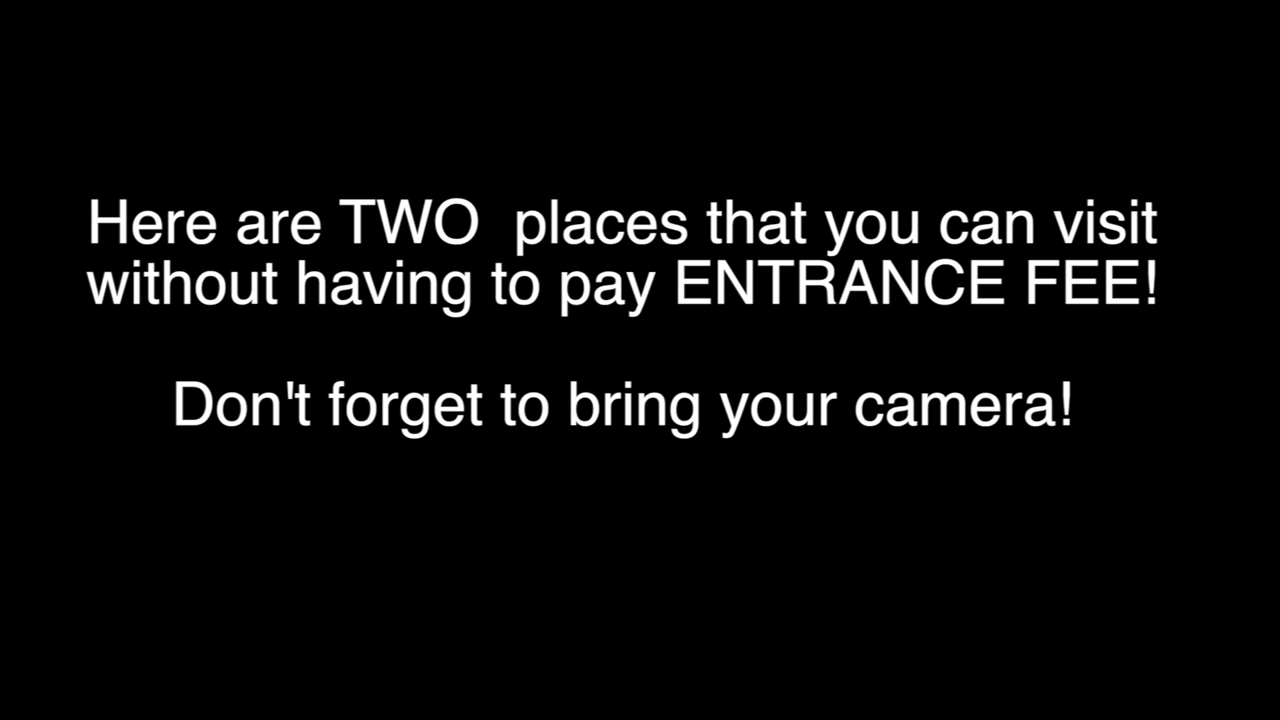 Here are TWO  places that you can visit
without having to pay ENTRANCE FEE!
Don't forget to bring your camera!